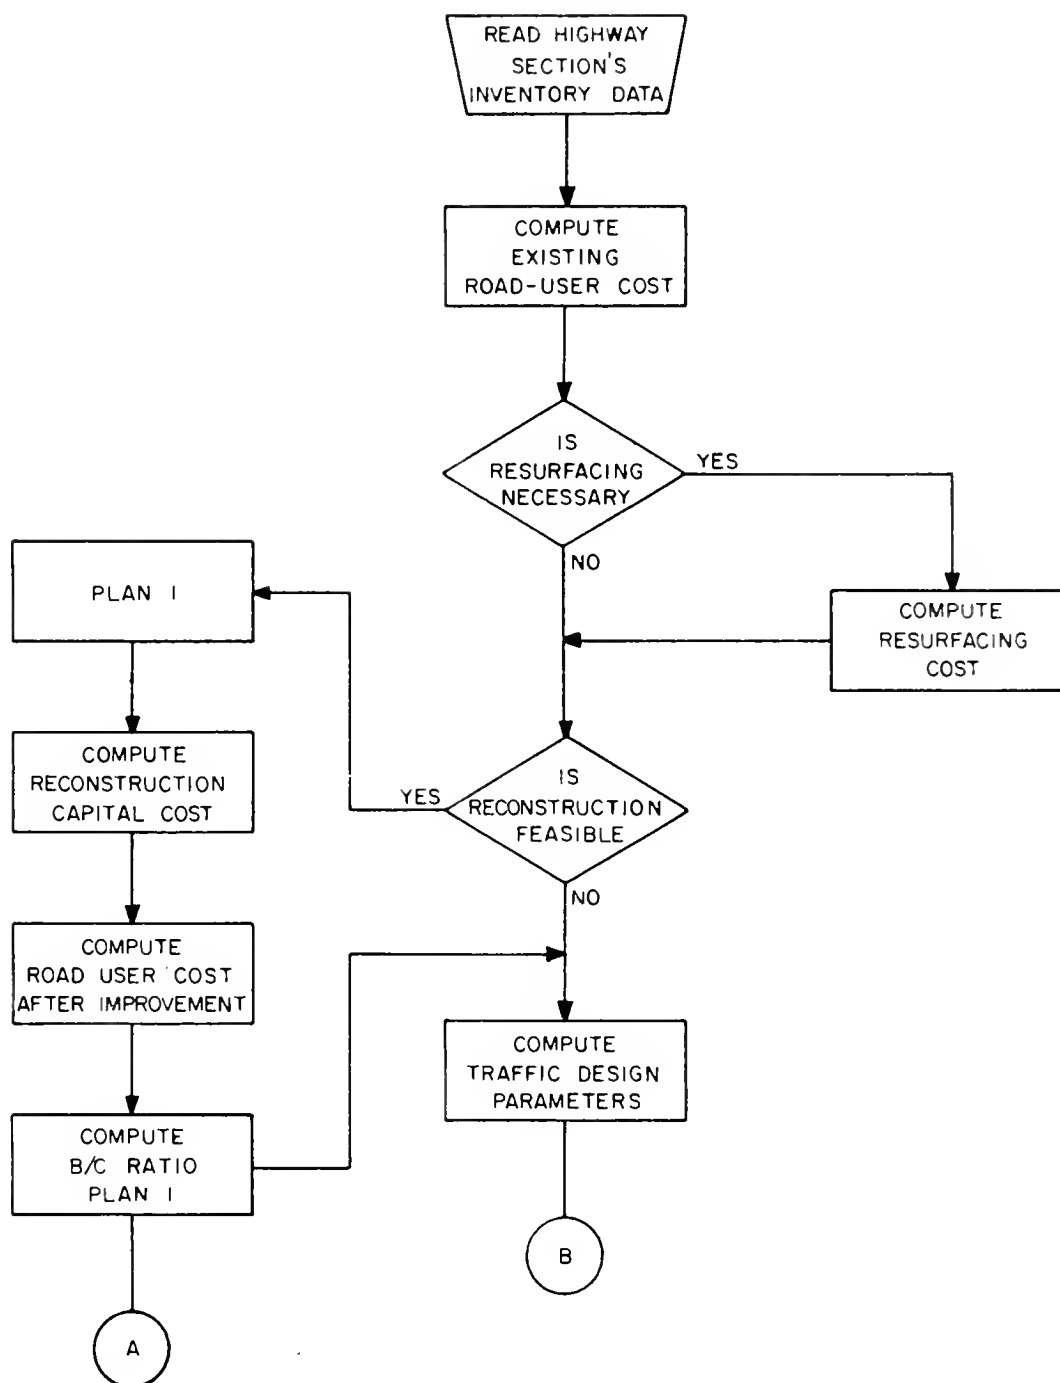 READ HIGHWAY
SECTION'S
INVENTORY DATA
COMPUTE
EXISTING
ROAD-USER COST
IS
RESURFACING
NECESSARY
YES
NO
COMPUTE
RESURFACING
COST
PLAN I
COMPUTE
RECONSTRUCTION
CAPITAL COST
IS
RECONSTRUCTION
FEASIBLE
YES
NO
COMPUTE
ROAD USER COST
AFTER IMPROVEMENT
COMPUTE
TRAFFIC DESIGN
PARAMETERS
COMPUTE
B/C RATIO
PLAN I
B
A